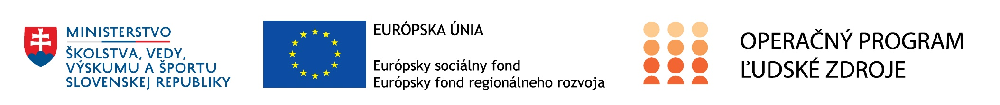 MINISTERSTVO
ŠKOLSTVA, VEDY,
VÝSKUMU A ŠPORTU
SLOVENSKEJ REPUBLIKY
EURÓPSKA ÚNIA
Európsky sociálny fond
Európsky fond regionálneho rozvoja
OPERAČNÝ PROGRAM
ĽUDSKÉ ZDROJE